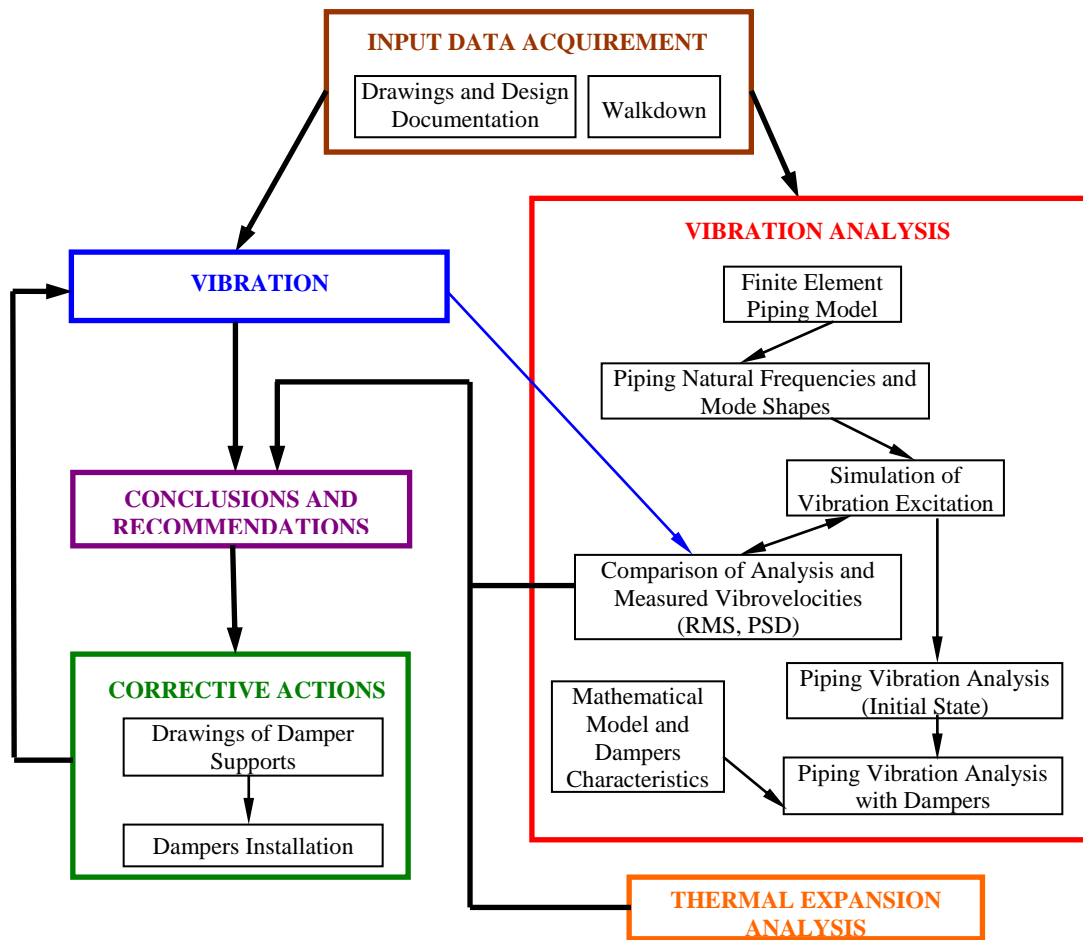 INPUT DATA ACQUIREMENT
Drawings and Design
Documentation
Walkdown
VIBRATION
VIBRATION ANALYSIS
Finite Element
Piping Model
Piping Natural Frequencies and
Mode Shapes
Simulation of
Vibration Excitation
CONCLUSIONS AND
RECOMMENDATIONS
Comparison of Analysis and
Measured Vibrovelocities
(RMS, PSD)
CORRECTIVE ACTIONS
Drawings of Damper
Supports
Dampers Installation
Mathematical
Model and
Dampers
Characteristics
Piping Vibration Analysis
(Initial State)
Piping Vibration Analysis
with Dampers
THERMAL EXPANSION
ANALYSIS